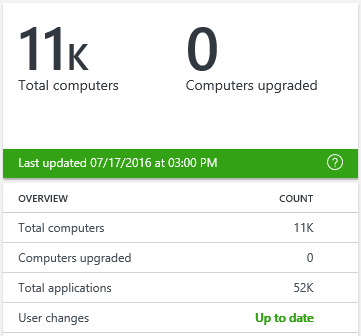 11K 0
Total computers Computers upgraded
Last updated 07/17/2016 at 03:00 PM ?
OVERVIEW COUNT
Total computers 11K
Computers upgraded 0
Total applications 52K
User changes Up to date